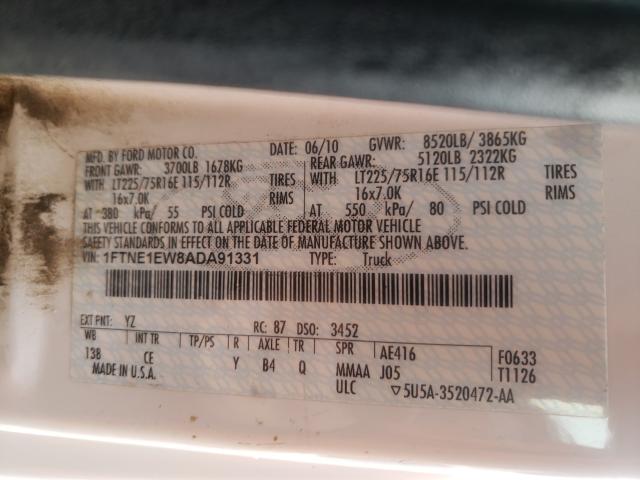 MFD. BY FORD MOTOR CO. DATE: 06/10 GVWR: 8520LB/ 3865KG
FRONT GAWR: 3700LB 1678KG REAR GAWR: 5120LB 2322KG
WITH LT225/75R16E 115/112R TIRES WITH LT225/75R16E 115/112R TIRES
16x7.0K RIMS 16x7.0K RIMS
AT 380 kPa/ 55 PSI COLD AT 550 kPa/ 80 PSI COLD
THIS VEHICLE CONFORMS TO ALL APPLICABLE FEDERAL MOTOR VEHICLE
SAFETY STANDARDS IN EFFECT ON THE DATE OF MANUFACTURE SHOWN ABOVE.
VIN: 1FTNE1EW8ADA91331 TYPE: Truck
EXT PNT: YZ RC: 87 DSO: 3452
WB INT TR TP/PS R AXLE TR SPR AE416 F0633
138 CE Y B4 Q MMAA J05 T1126
MADE IN U.S.A. ULC ▽5U5A-3520472-AA